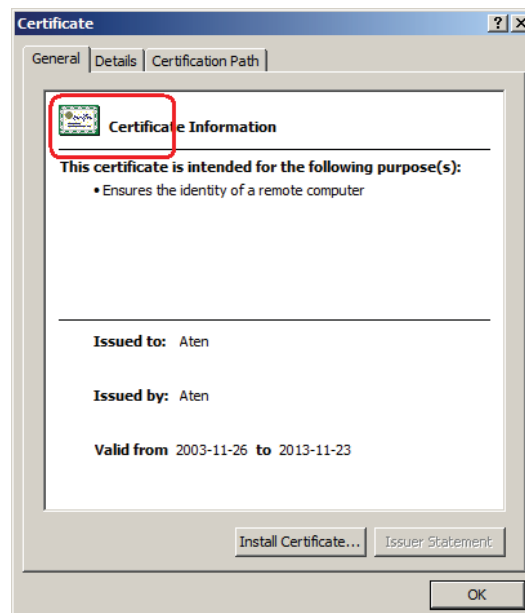 Certificate
General Details Certification Path
Certificate Information
This certificate is intended for the following purpose(s):
• Ensures the identity of a remote computer
Issued to: Aten
Issued by: Aten
Valid from 2003-11-26 to 2013-11-23
Install Certificate... Issuer Statement
OK